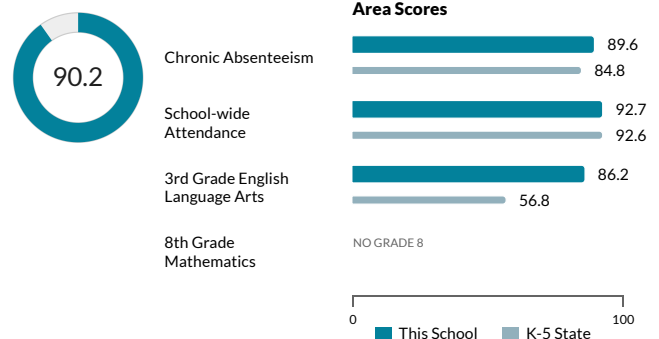 Area Scores
90.2
Chronic Absenteeism
89.6
84.8
School-wide
Attendance
92.7
92.6
3rd Grade English
Language Arts
86.2
56.8
8th Grade
Mathematics
NO GRADE 8
0
100
This School
K-5 State